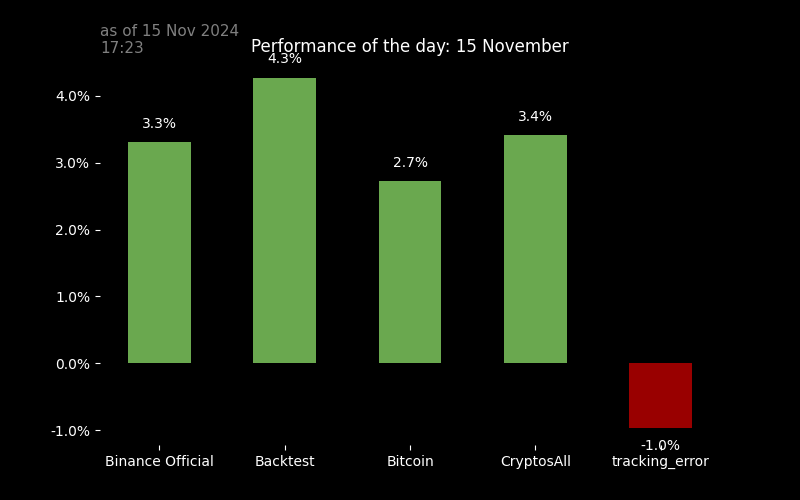 as of 15 Nov 2024
17:23
Performance of the day: 15 November
4.3%
4.0%
3.3%
3.4%
3.0%
2.7%
2.0%
1.0%
0.0%
-1.0%
-1.0%
Binance Official
Backtest
Bitcoin
CryptosAll
tracking_error